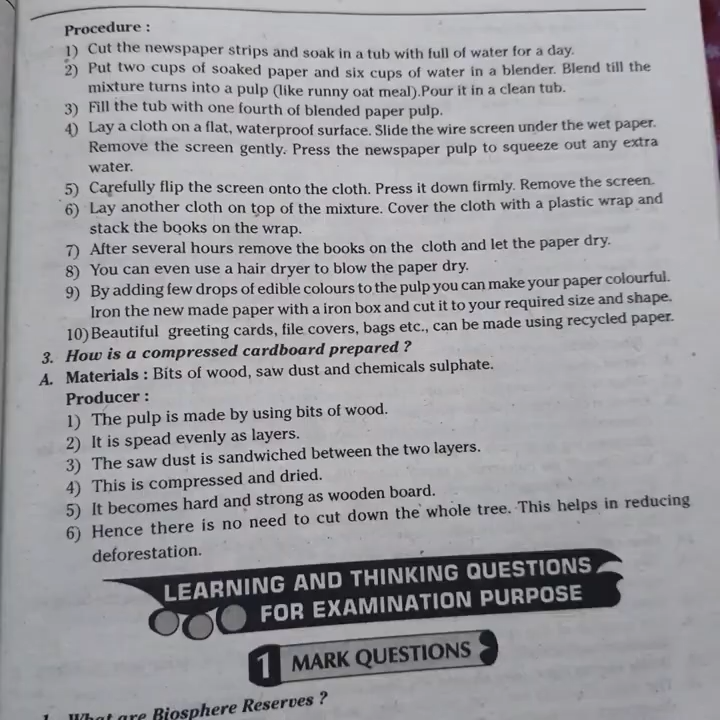 Procedure :
1) Cut the newspaper strips and soak in a tub with full of water for a day.
2) Put two cups of soaked paper and six cups of water in a blender. Blend till the
mixture turns into a pulp (like runny oat meal).Pour it in a clean tub.
3) Fill the tub with one fourth of blended paper pulp.
4) Lay a cloth on a flat, waterproof surface. Slide the wire screen under the wet paper.
Remove the screen gently. Press the newspaper pulp to squeeze out any extra
water.
5) Carefully flip the screen onto the cloth. Press it down firmly. Remove the screen.
6) Lay another cloth on top of the mixture. Cover the cloth with a plastic wrap and
stack the books on the wrap.
7) After several hours remove the books on the cloth and let the paper dry.
8) You can even use a hair dryer to blow the paper dry.
9) By adding few drops of edible colours to the pulp you can make your paper colourful.
Iron the new made paper with a iron box and cut it to your required size and shape.
10)Beautiful greeting cards, file covers, bags etc., can be made using recycled paper.
3. How is a compressed cardboard prepared ?
A. Materials : Bits of wood, saw dust and chemicals sulphate.
Producer :
1) The pulp is made by using bits of wood.
2) It is spead evenly as layers.
3) The saw dust is sandwiched between the two layers.
4) This is compressed and dried.
5) It becomes hard and strong as wooden board.
6) Hence there is no need to cut down the whole tree. This helps in reducing
deforestation.
LEARNING AND THINKING QUESTIONS
FOR EXAMINATION PURPOSE
1 MARK QUESTIONS
1. What are Biosphere Reserves ?